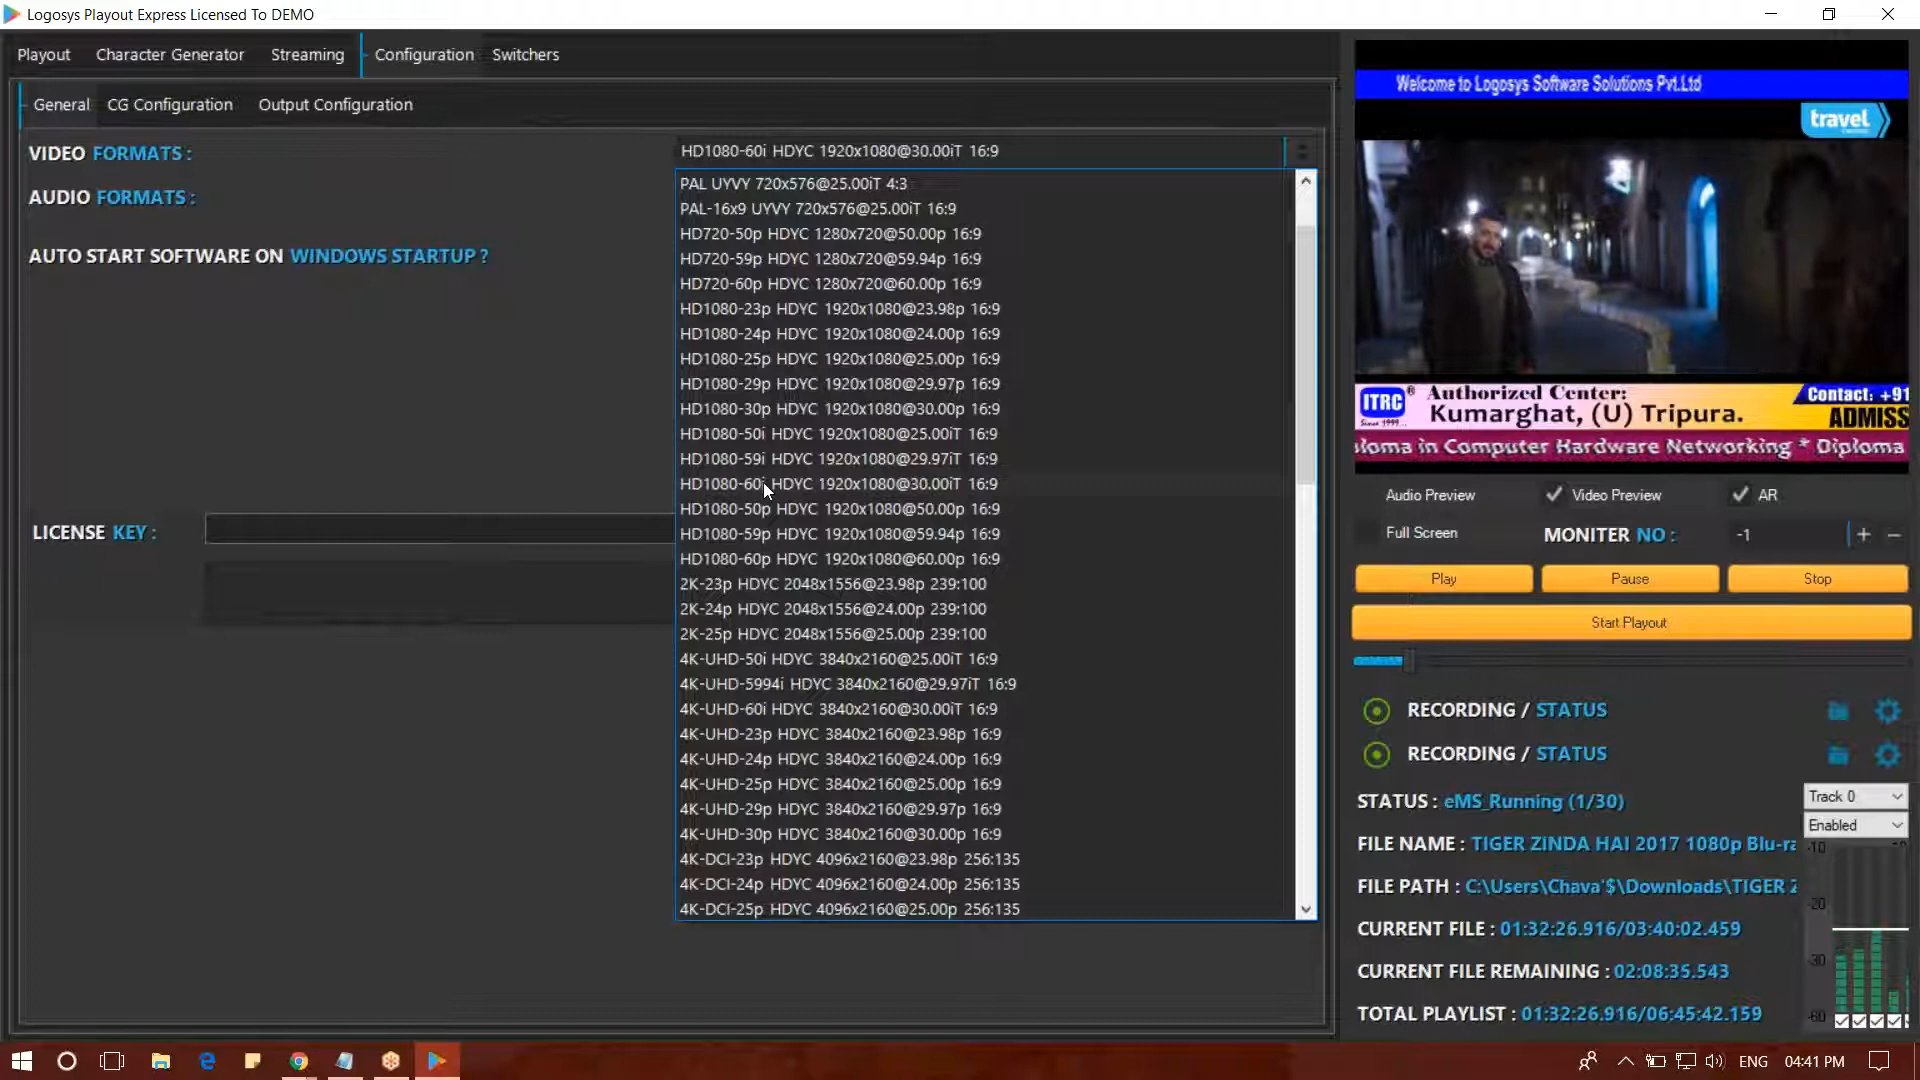 Logosys Playout Express Licensed To DEMO
Playout Character Generator Streaming Configuration Switchers
General CG Configuration Output Configuration
VIDEO FORMATS :
AUDIO FORMATS :
AUTO START SOFTWARE ON WINDOWS STARTUP ?
LICENSE KEY :
HD1080-60i HDYC 1920x1080@30.00iT 16:9
PAL UYVY 720x576@25.00iT 4:3
PAL-16x9 UYVY 720x576@25.00iT 16:9
HD720-50p HDYC 1280x720@50.00p 16:9
HD720-59p HDYC 1280x720@59.94p 16:9
HD720-60p HDYC 1280x720@60.00p 16:9
HD1080-23p HDYC 1920x1080@23.98p 16:9
HD1080-24p HDYC 1920x1080@24.00p 16:9
HD1080-25p HDYC 1920x1080@25.00p 16:9
HD1080-29p HDYC 1920x1080@29.97p 16:9
HD1080-30p HDYC 1920x1080@30.00p 16:9
HD1080-50i HDYC 1920x1080@25.00iT 16:9
HD1080-59i HDYC 1920x1080@29.97iT 16:9
HD1080-60i HDYC 1920x1080@30.00iT 16:9
HD1080-50p HDYC 1920x1080@50.00p 16:9
HD1080-59p HDYC 1920x1080@59.94p 16:9
HD1080-60p HDYC 1920x1080@60.00p 16:9
2K-23p HDYC 2048x1556@23.98p 239:100
2K-24p HDYC 2048x1556@24.00p 239:100
2K-25p HDYC 2048x1556@25.00p 239:100
4K-UHD-50i HDYC 3840x2160@25.00iT 16:9
4K-UHD-5994i HDYC 3840x2160@29.97iT 16:9
4K-UHD-60i HDYC 3840x2160@30.00iT 16:9
4K-UHD-23p HDYC 3840x2160@23.98p 16:9
4K-UHD-24p HDYC 3840x2160@24.00p 16:9
4K-UHD-25p HDYC 3840x2160@25.00p 16:9
4K-UHD-29p HDYC 3840x2160@29.97p 16:9
4K-UHD-30p HDYC 3840x2160@30.00p 16:9
4K-DCI-23p HDYC 4096x2160@23.98p 256:135
4K-DCI-24p HDYC 4096x2160@24.00p 256:135
4K-DCI-25p HDYC 4096x2160@25.00p 256:135
Welcome to Logosys Software Solutions Pvt.Ltd
travel
ITRC ® Authorized Center: Contact: +91
Since 1999... Kumarghat, (U) Tripura. ADMISS
loma in Computer Hardware Networking * Diploma
Audio Preview Video Preview AR
Full Screen MONITER NO : -1
Play Pause Stop
Start Playout
RECORDING / STATUS
RECORDING / STATUS
STATUS : eMS_Running (1/30)
Track 0
Enabled
FILE NAME : TIGER ZINDA HAI 2017 1080p Blu-ra
FILE PATH : C:\Users\Chava'$\Downloads\TIGER 2
CURRENT FILE : 01:32:26.916/03:40:02.459
CURRENT FILE REMAINING : 02:08:35.543
TOTAL PLAYLIST : 01:32:26.916/06:45:42.159
-10
-20
-30
-60
ENG 04:41 PM